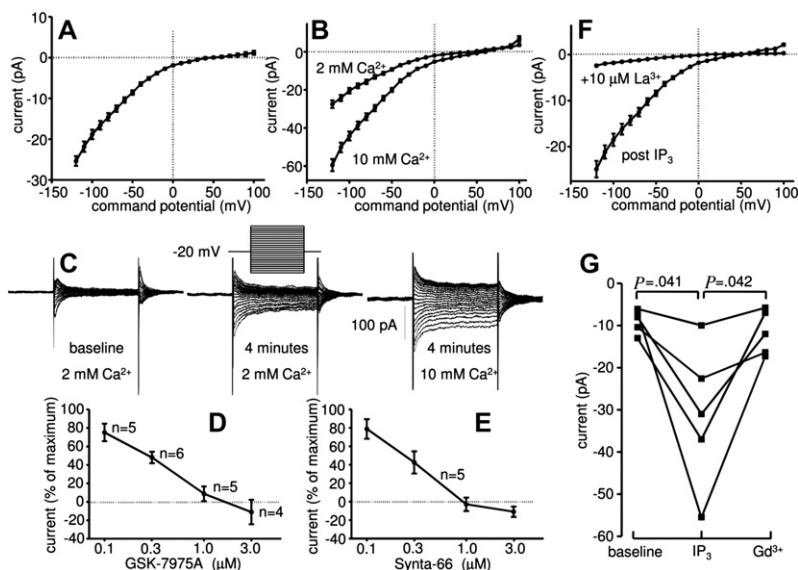 A
current (pA)
10
0
-10
-20
-30
-150 -100 -50 0 50 100
command potential (mV)
B
current (pA)
20
0
-20
-40
-60
2 mM Ca²⁺
10 mM Ca²⁺
-150 -100 -50 0 50 100
command potential (mV)
F
current (pA)
10
0
-10
-20
+10 μM La³⁺
post IP₃
-150 -100 -50 0 50 100
command potential (mV)
C
-20 mV
100 pA
baseline
2 mM Ca²⁺
4 minutes
2 mM Ca²⁺
4 minutes
10 mM Ca²⁺
D
current (% of maximum)
100
80
60
40
20
0
-20
-40
n=5
n=6
n=5
n=4
0.1 0.3 1.0 3.0
GSK-7975A (μM)
E
current (% of maximum)
100
80
60
40
20
0
-20
-40
n=5
0.1 0.3 1.0 3.0
Synta-66 (μM)
G
current (pA)
0
-10
-20
-30
-40
-50
-60
P=.041 P=.042
baseline IP₃ Gd³⁺